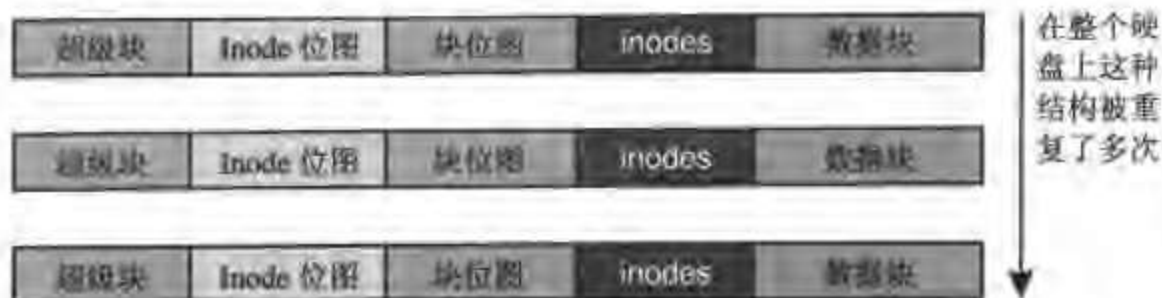 超级块 Inode 位图 块位图 inodes 数据块
超级块 Inode 位图 块位图 inodes 数据块
超级块 Inode 位图 块位图 inodes 数据块
在整个硬
盘上这种
结构被重
复了多次